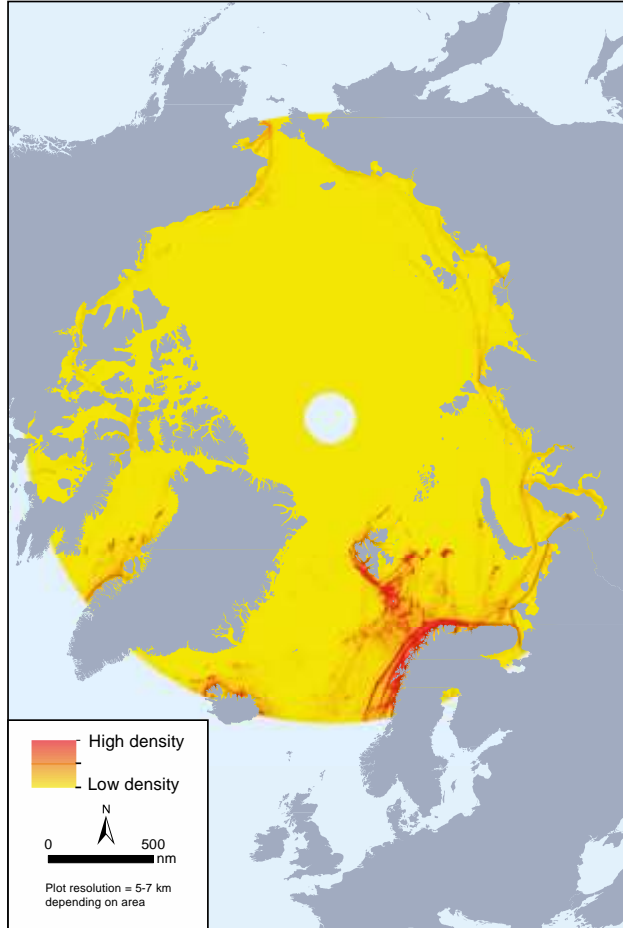 High density
Low density
N
0 500
nm
Plot resolution = 5-7 km
depending on area